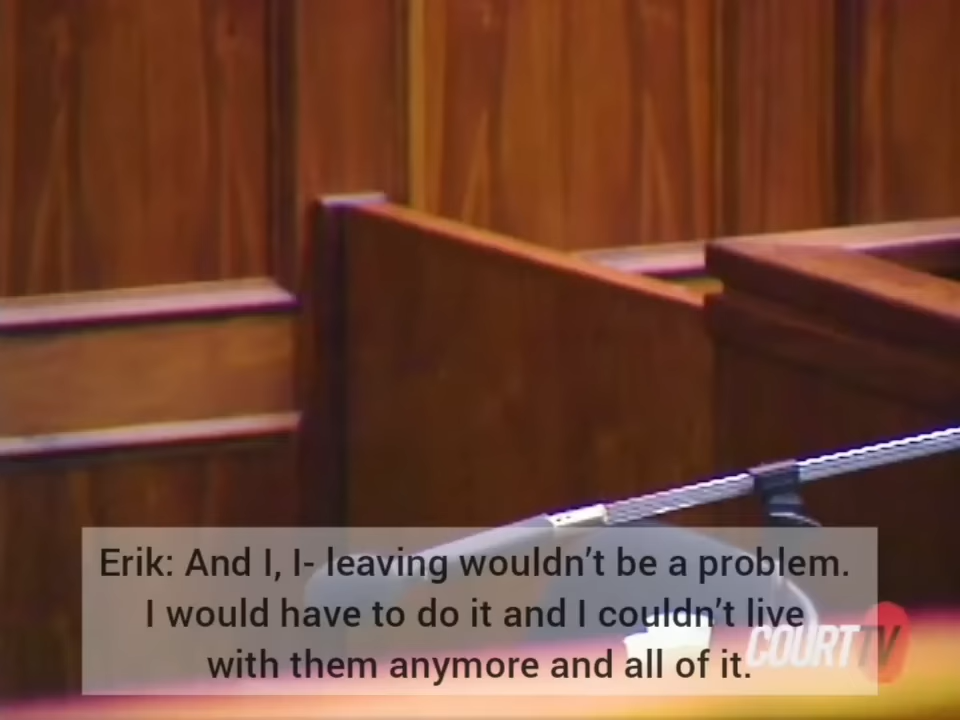 Erik: And I, I- leaving wouldn't be a problem.
I would have to do it and I couldn't live
with them anymore and all of it.
COURT TV